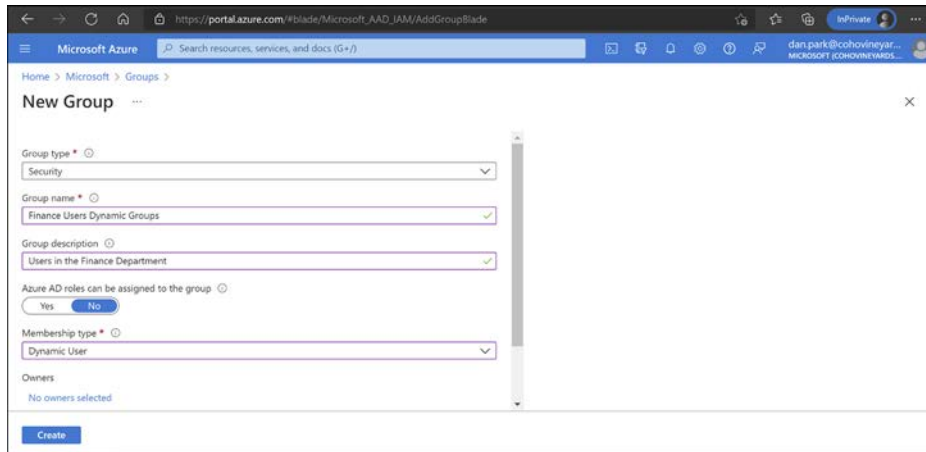 https://portal.azure.com/#blade/Microsoft_AAD_IAM/AddGroupBlade
InPrivate
Microsoft Azure
Search resources, services, and docs (G+/)
dan.park@cohovineyar...
MICROSOFT (COHOVINEYARDS....
Home > Microsoft > Groups >
New Group ...
Group type *
Security
Group name *
Finance Users Dynamic Groups
Group description
Users in the Finance Department
Azure AD roles can be assigned to the group
Yes No
Membership type *
Dynamic User
Owners
No owners selected
Create